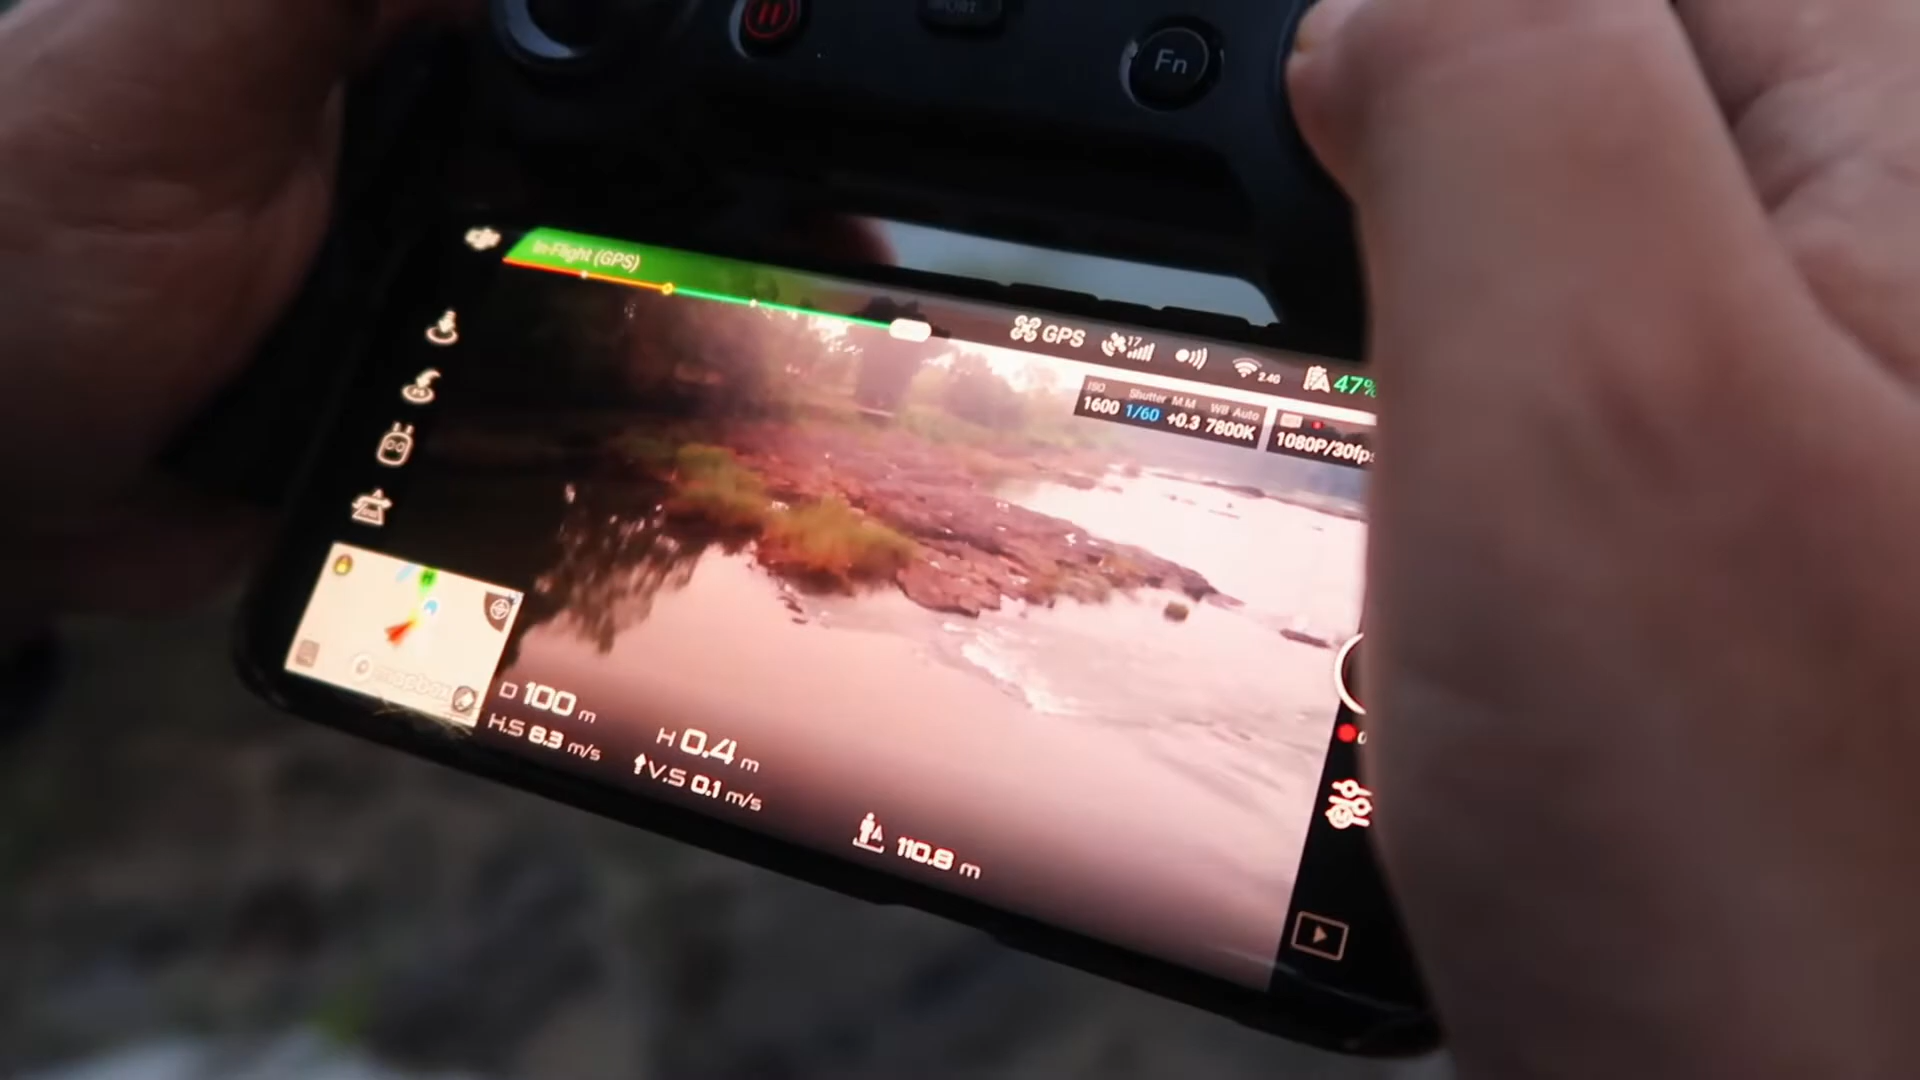 Fn
In-Flight (GPS)
GPS
17
2.4G
47%
ISO
1600
Shutter
1/60
M.M
+0.3
WB Auto
7800K
1080P/30fps
mapbox
D 100 m
H 0.4 m
H.S 8.3 m/s
V.S 0.1 m/s
110.8 m